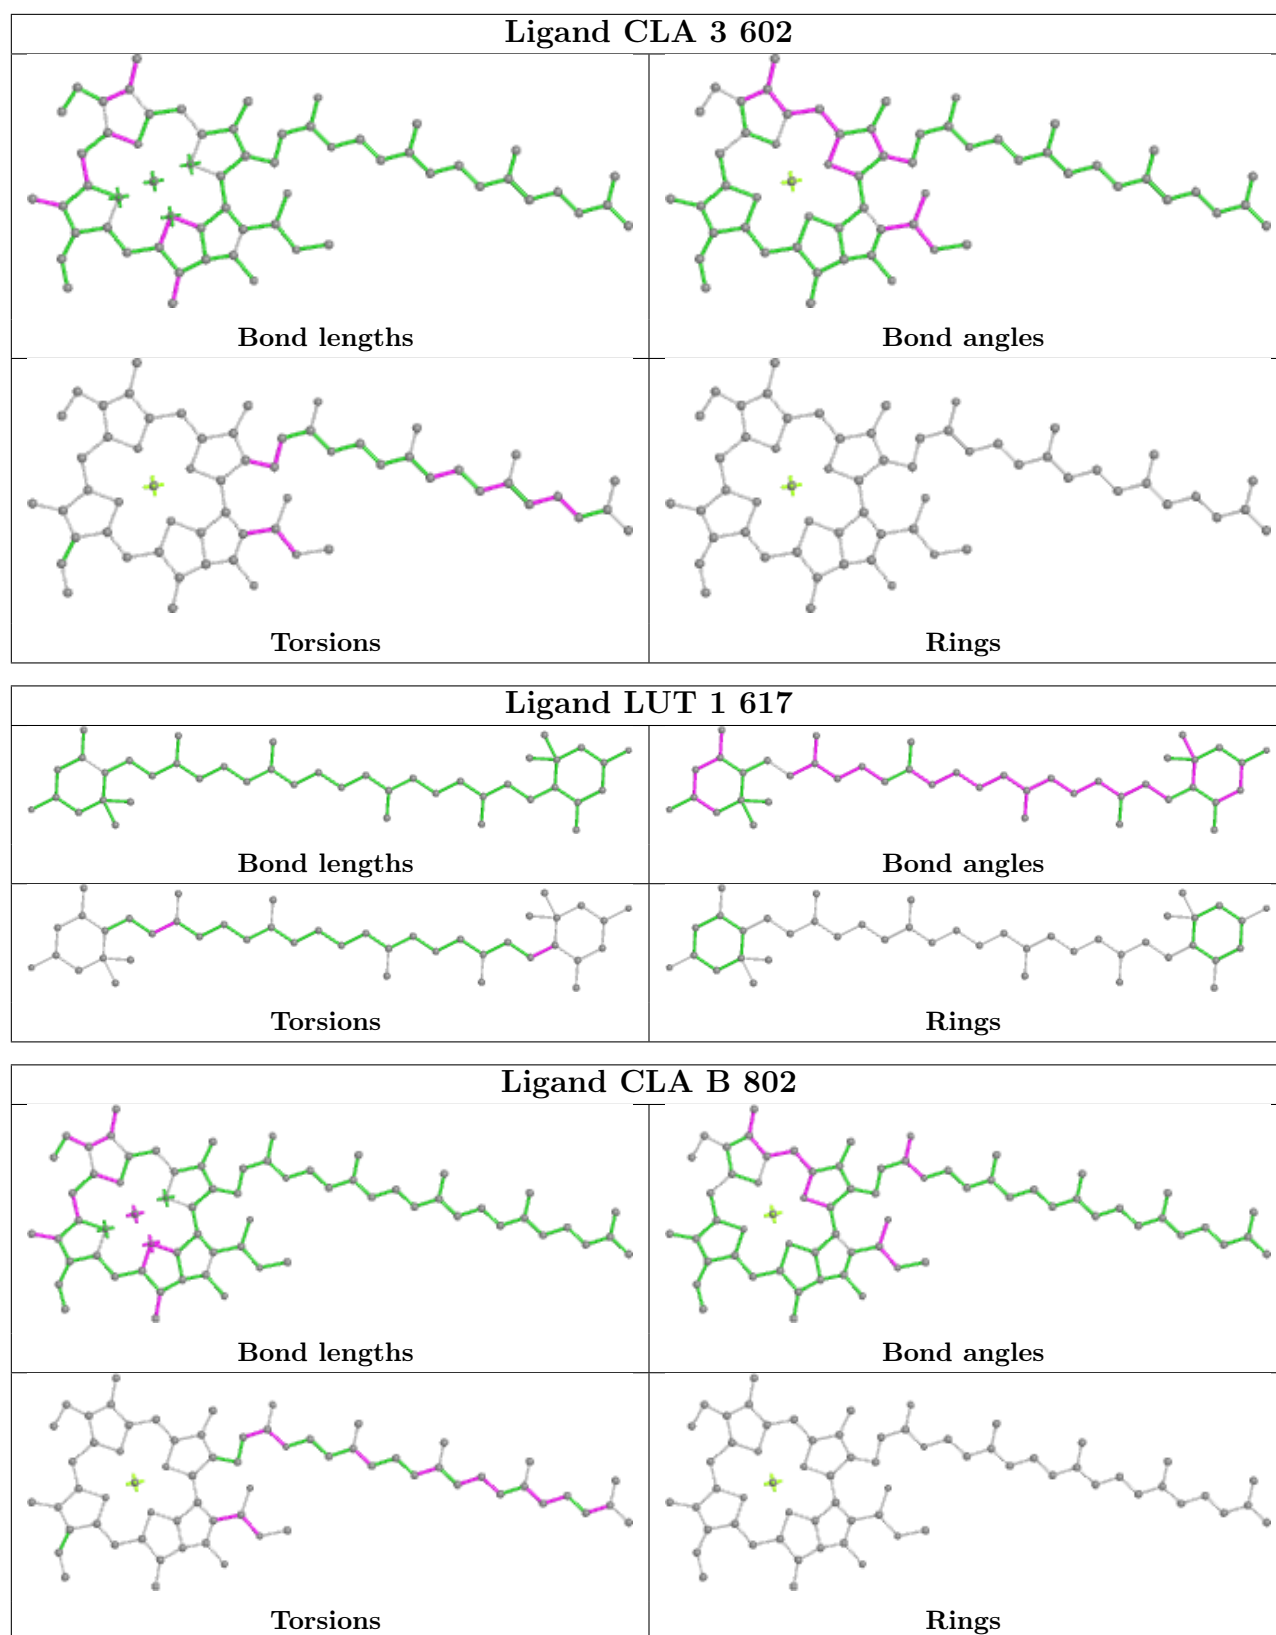 Ligand CLA 3 602
Bond lengths
Bond angles
Torsions
Rings
Ligand LUT 1 617
Bond lengths
Bond angles
Torsions
Rings
Ligand CLA B 802
Bond lengths
Bond angles
Torsions
Rings